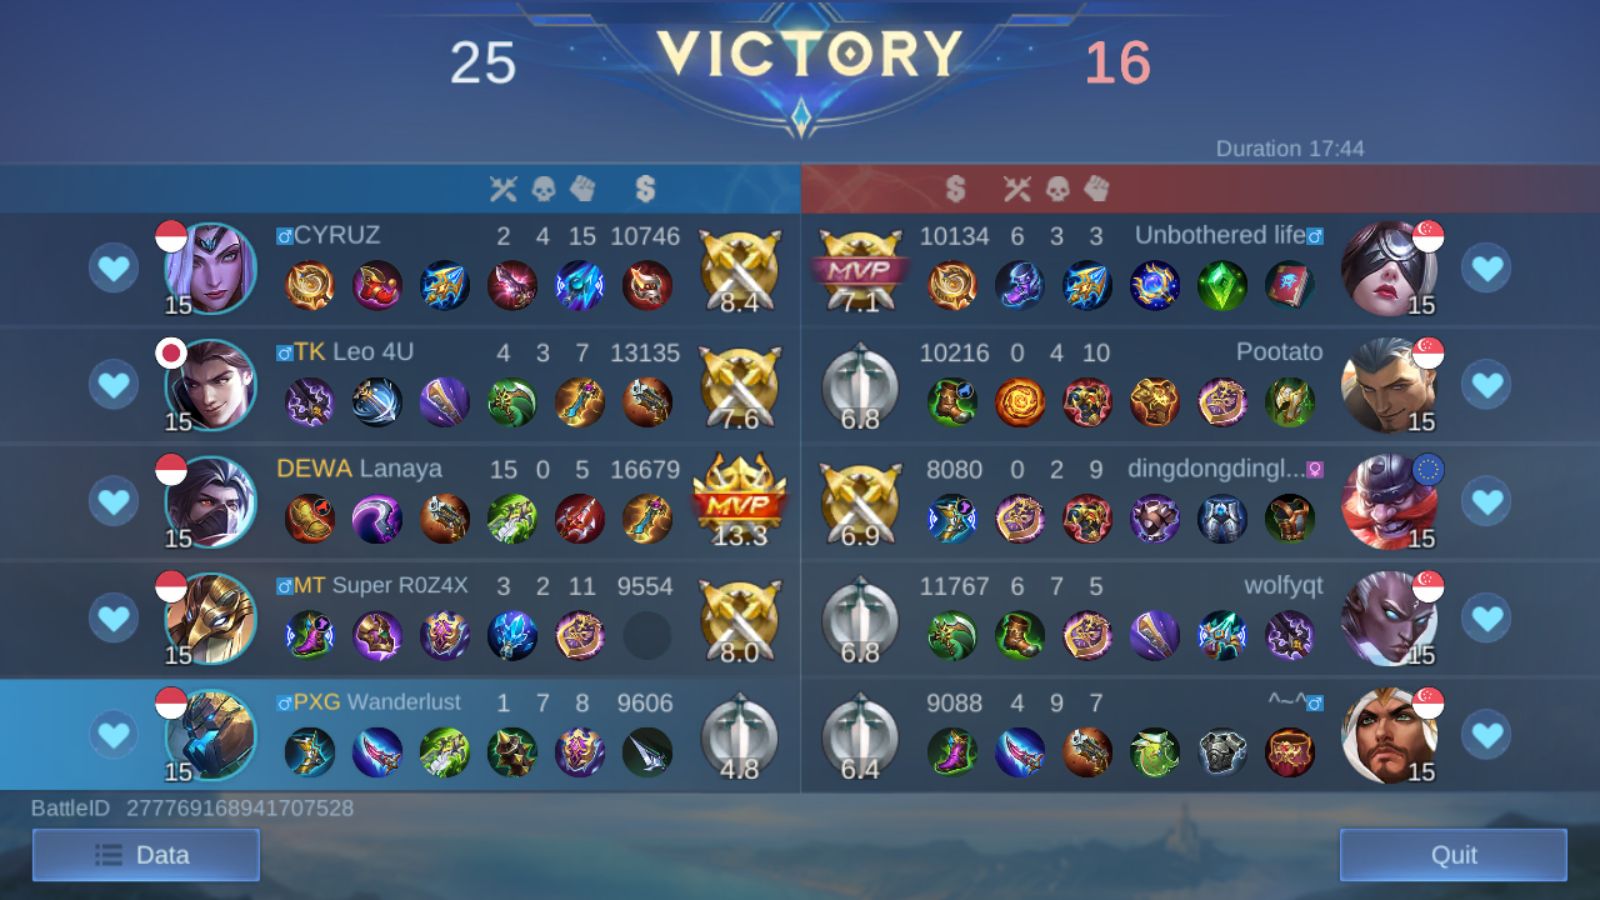 25 VICTORY 16
Duration 17:44
CYRUZ 2 4 15 10746 8.4 15
MVP 7.1 10134 6 3 3 Unbothered life 15
TK Leo 4U 4 3 7 13135 7.6 15
6.8 10216 0 4 10 Pootato 15
DEWA Lanaya 15 0 5 16679 MVP 13.3 15
6.9 8080 0 2 9 dingdongdingl... 15
MT Super R0Z4X 3 2 11 9554 8.0 15
6.8 11767 6 7 5 wolfyqt 15
PXG Wanderlust 1 7 8 9606 4.8 15
6.4 9088 4 9 7 ^~^ 15
BattleID 277769168941707528
Data
Quit